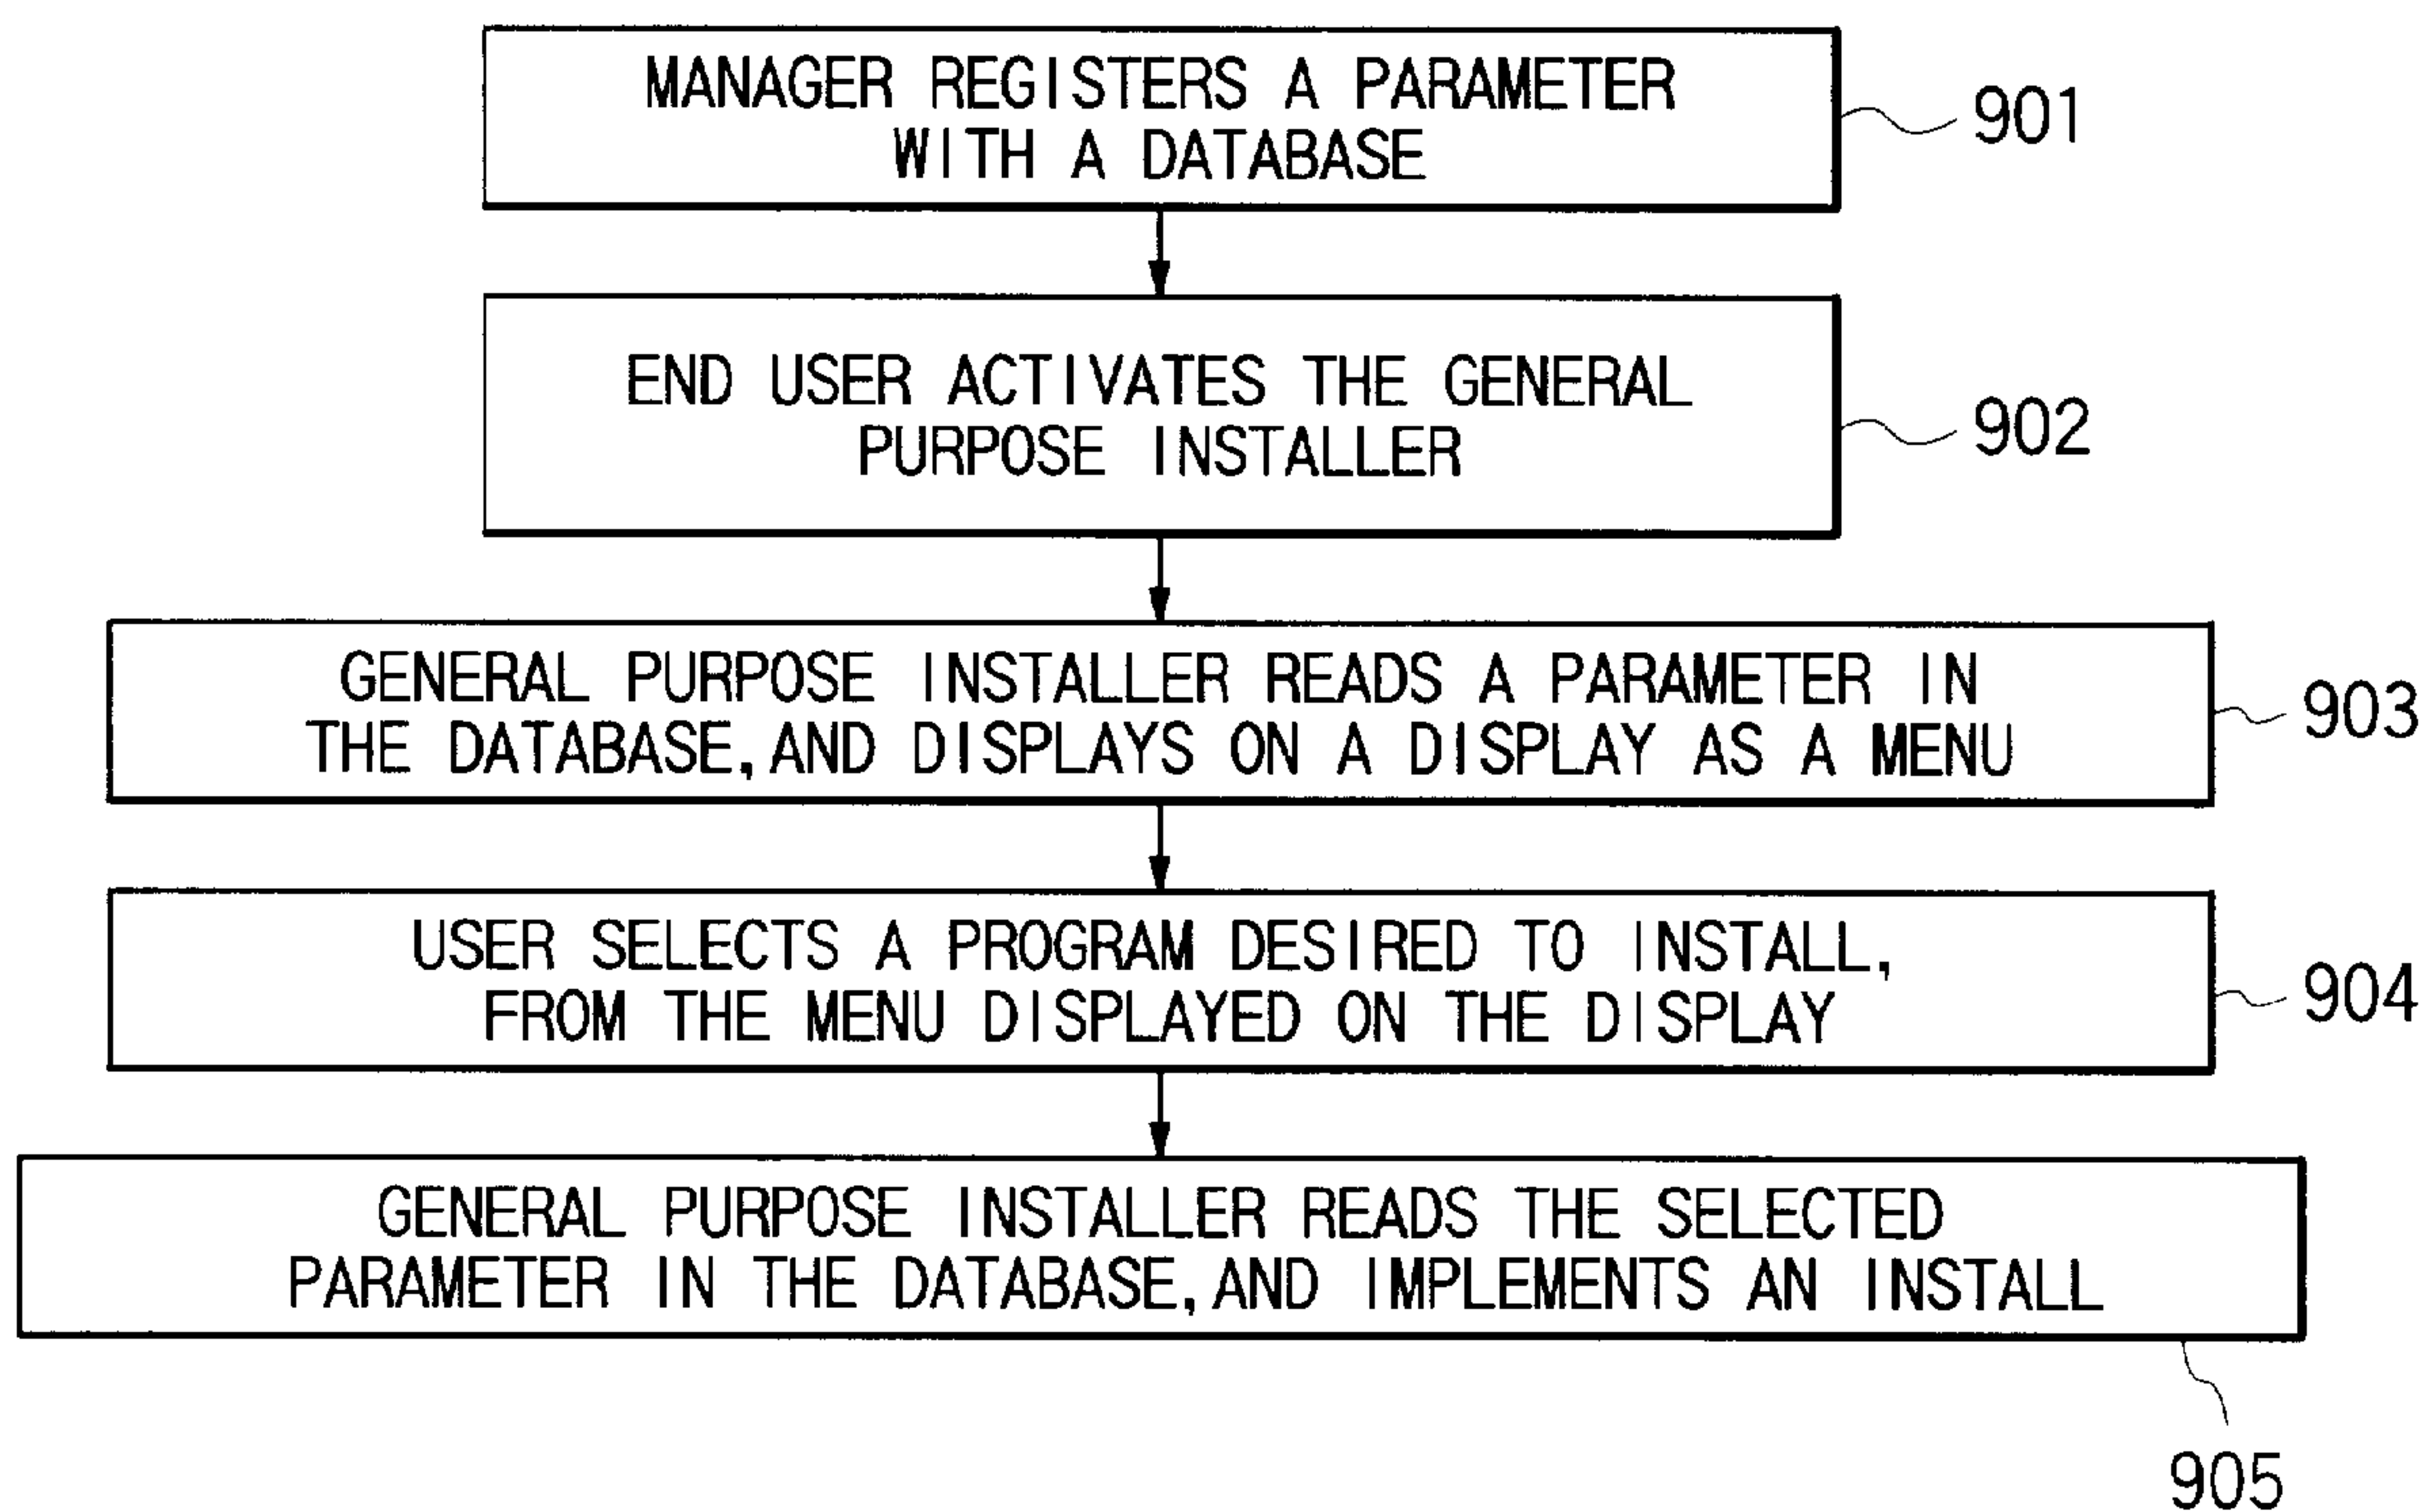 MANAGER REGISTERS A PARAMETER
WITH A DATABASE
901
END USER ACTIVATES THE GENERAL
PURPOSE INSTALLER
902
GENERAL PURPOSE INSTALLER READS A PARAMETER IN
THE DATABASE, AND DISPLAYS ON A DISPLAY AS A MENU
903
USER SELECTS A PROGRAM DESIRED TO INSTALL,
FROM THE MENU DISPLAYED ON THE DISPLAY
904
GENERAL PURPOSE INSTALLER READS THE SELECTED
PARAMETER IN THE DATABASE, AND IMPLEMENTS AN INSTALL
905